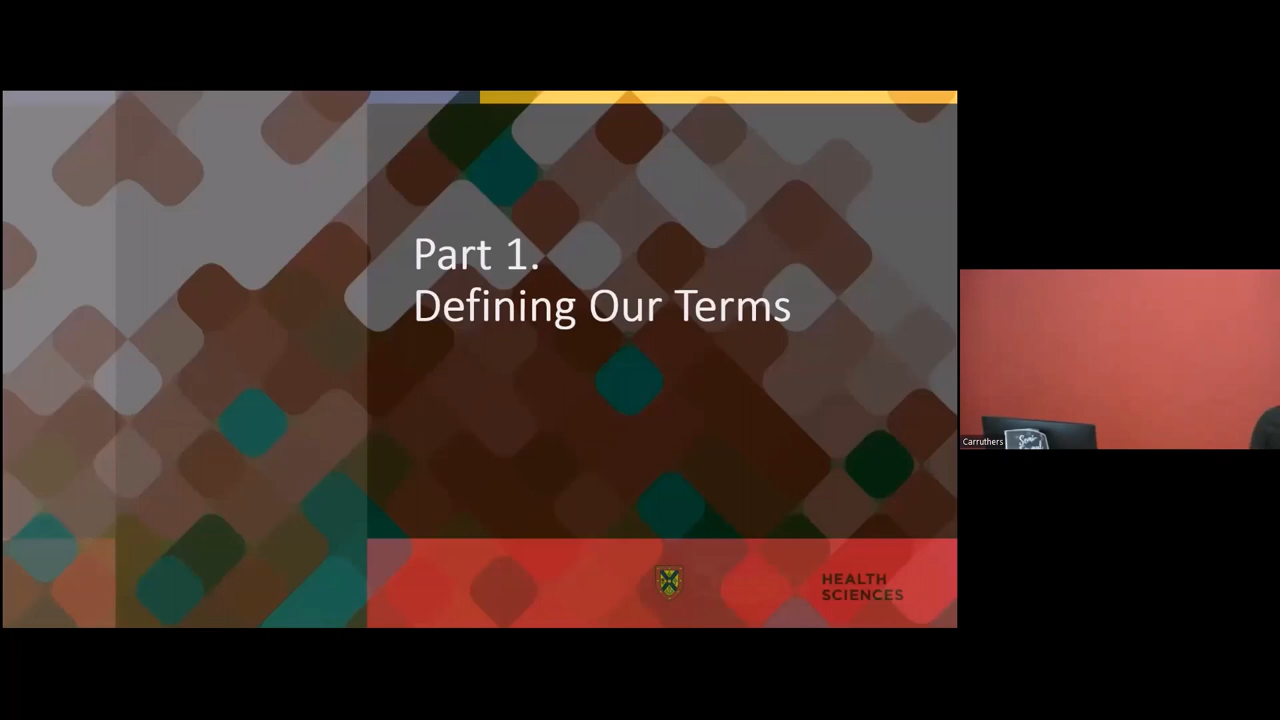 Part 1.
Defining Our Terms
HEALTH
SCIENCES
Carruthers